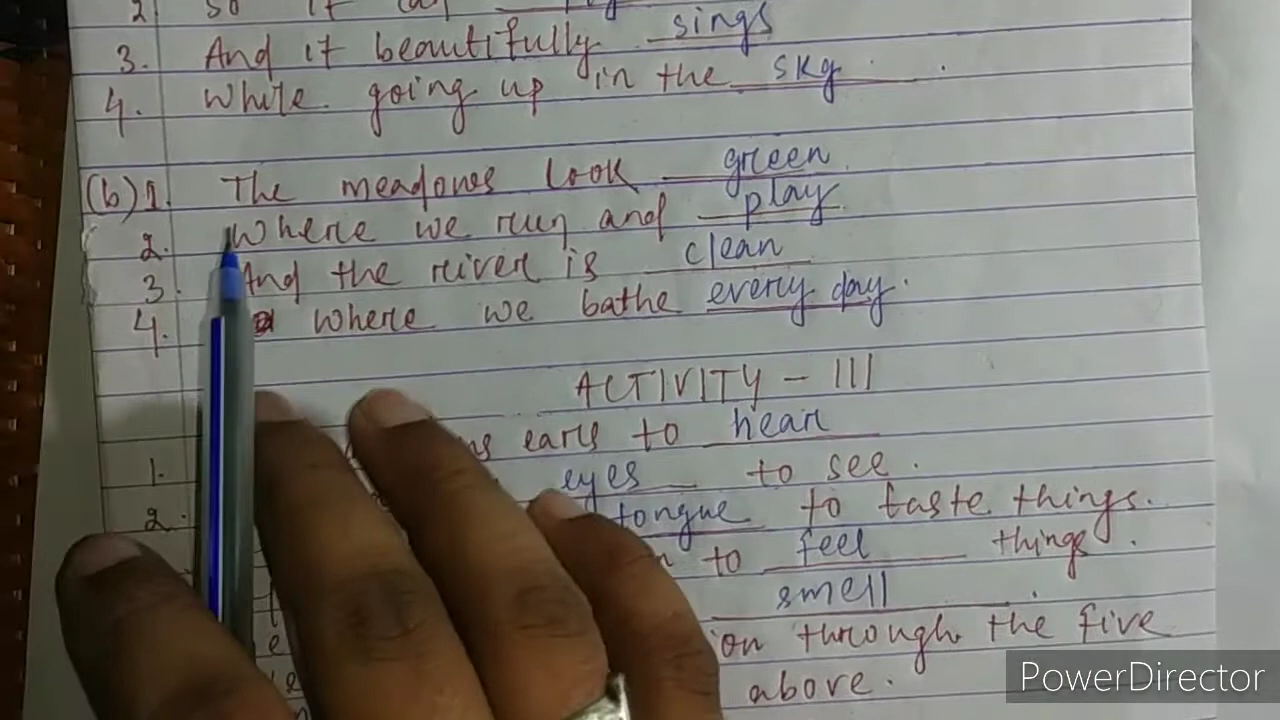 2 so it
3. And it beautifully sings
4. While going up in the sky.
(b) 1. The meadows look green.
2. Where we run and play.
3. And the river is clean
4. where we bathe every day.
ACTIVITY - III
ears to hear
1. eyes to see.
2. tongue to taste things.
to feel things.
smell.
on through the five
above.
PowerDirector